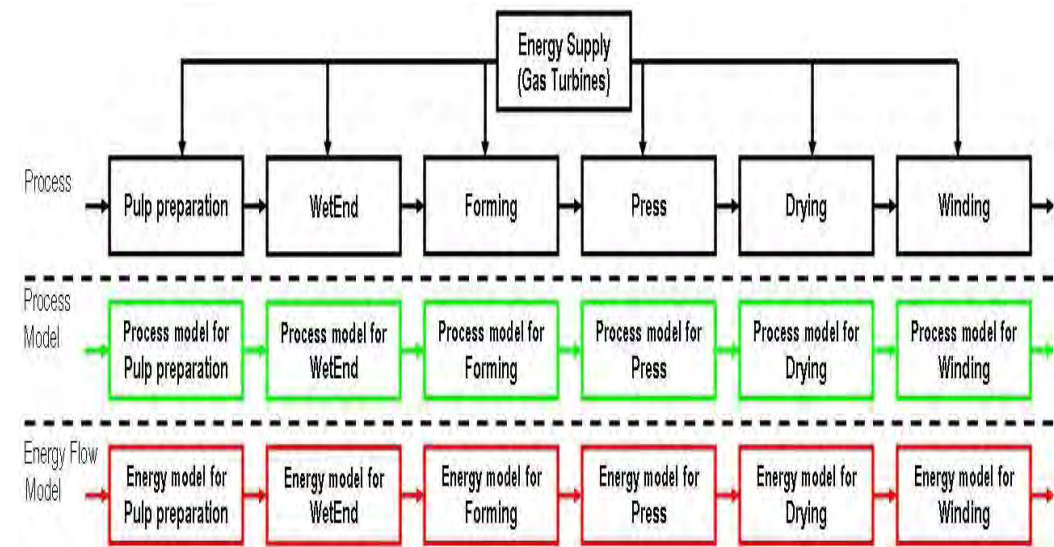 Energy Supply
(Gas Turbines)
Process
Pulp preparation
WetEnd
Forming
Press
Drying
Winding
Process
Model
Process model for
Pulp preparation
Process model for
WetEnd
Process model for
Forming
Process model for
Press
Process model for
Drying
Process model for
Winding
Energy Flow
Model
Energy model for
Pulp preparation
Energy model for
WetEnd
Energy model for
Forming
Energy model for
Press
Energy model for
Drying
Energy model for
Winding